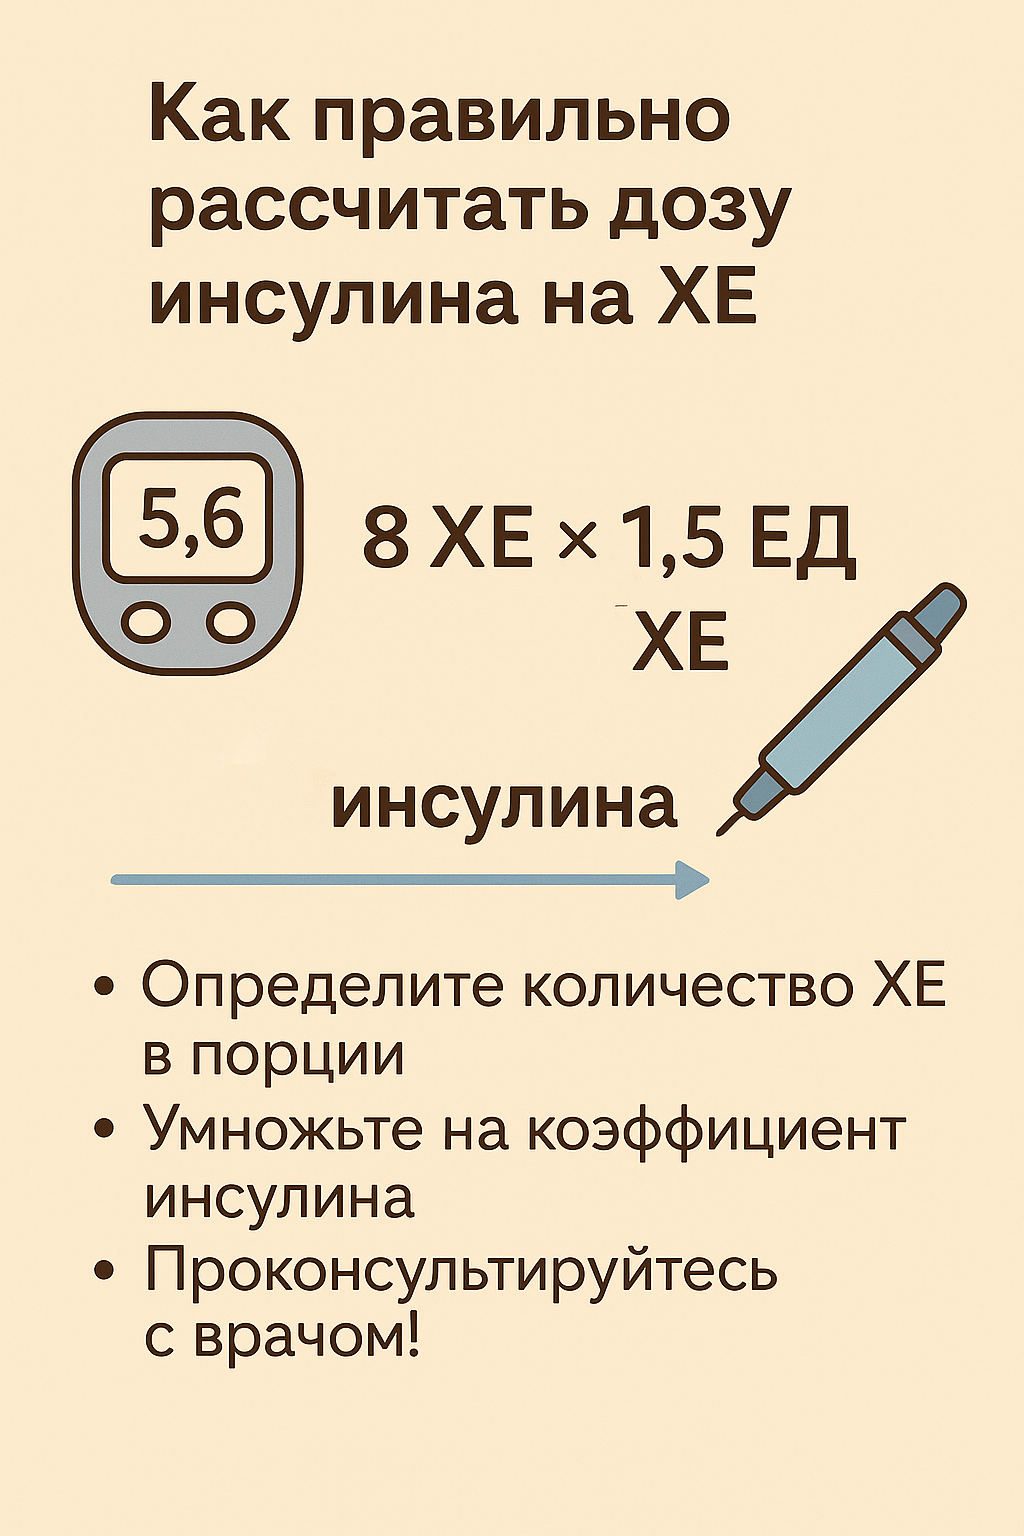 Как правильно
рассчитать дозу
инсулина на ХЕ
5,6
8 ХЕ × 1,5 ЕД
ХЕ
инсулина
• Определите количество ХЕ
в порции
• Умножьте на коэффициент
инсулина
• Проконсультируйтесь
с врачом!